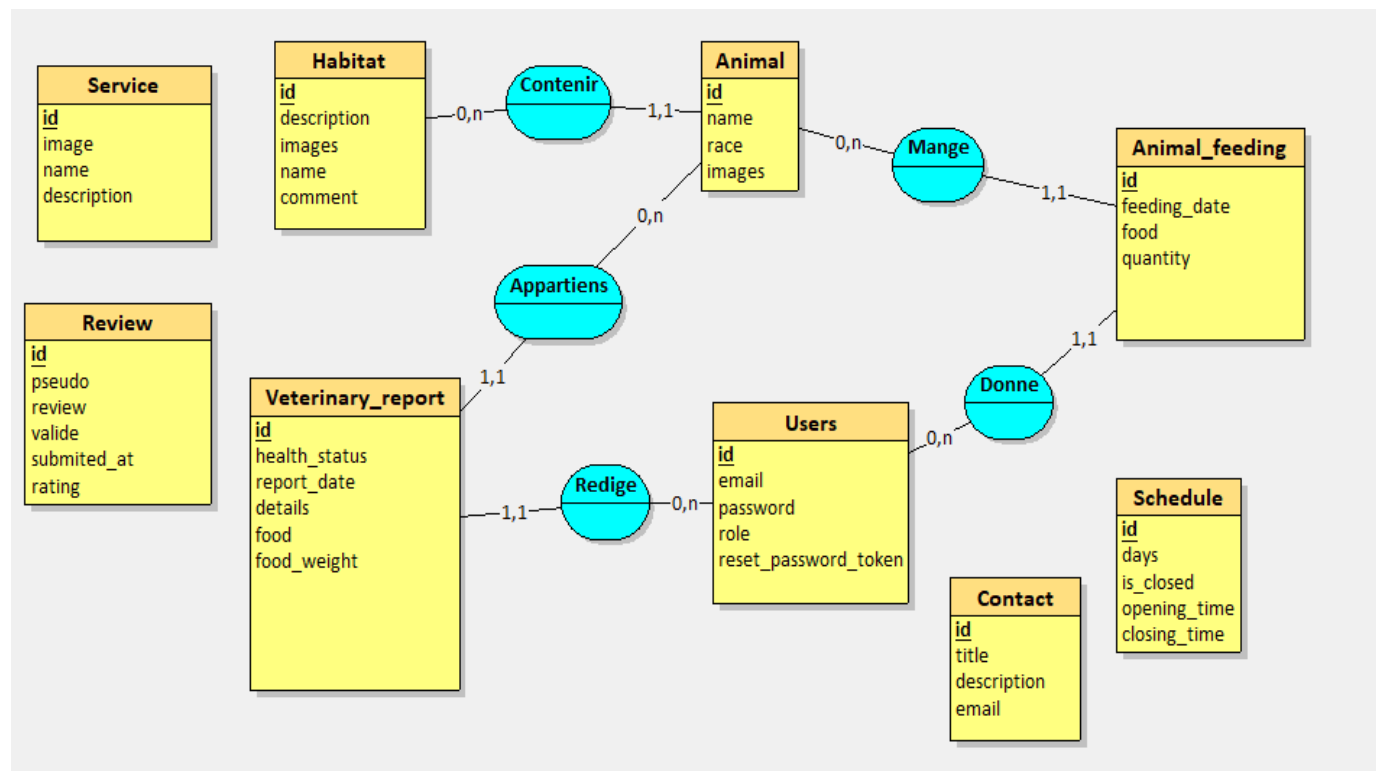 Service
id
image
name
description
Habitat
id
description
images
name
comment
0,n
Contenir
1,1
Animal
id
name
race
images
0,n
Mange
1,1
Animal_feeding
id
feeding_date
food
quantity
0,n
Appartiens
1,1
Review
id
pseudo
review
valide
submited_at
rating
Veterinary_report
id
health_status
report_date
details
food
food_weight
1,1
Redige
0,n
Users
id
email
password
role
reset_password_token
0,n
Donne
1,1
Contact
id
title
description
email
Schedule
id
days
is_closed
opening_time
closing_time